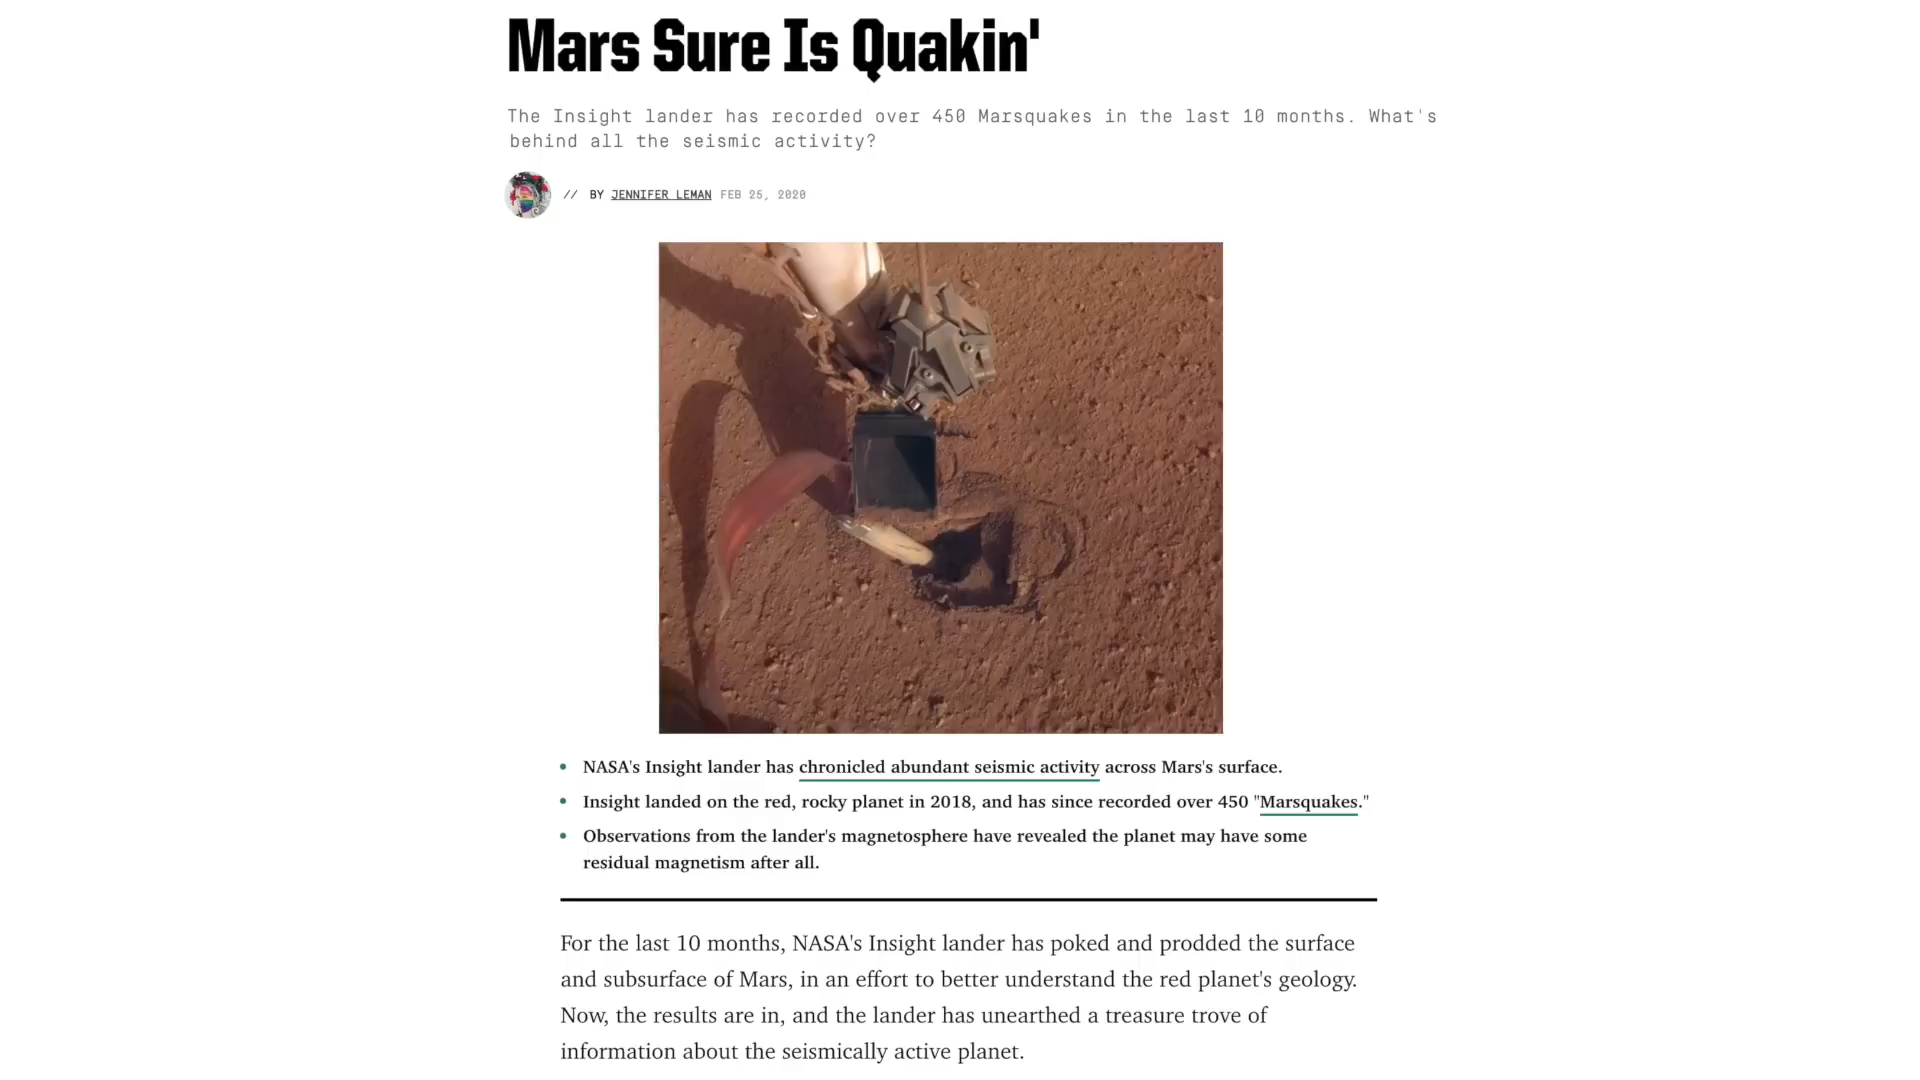 Mars Sure Is Quakin'
The Insight lander has recorded over 450 Marsquakes in the last 10 months. What's
behind all the seismic activity?
// BY JENNIFER LEMAN FEB 25, 2020
• NASA's Insight lander has chronicled abundant seismic activity across Mars's surface.
• Insight landed on the red, rocky planet in 2018, and has since recorded over 450 "Marsquakes."
• Observations from the lander's magnetosphere have revealed the planet may have some
residual magnetism after all.
For the last 10 months, NASA's Insight lander has poked and prodded the surface
and subsurface of Mars, in an effort to better understand the red planet's geology.
Now, the results are in, and the lander has unearthed a treasure trove of
information about the seismically active planet.